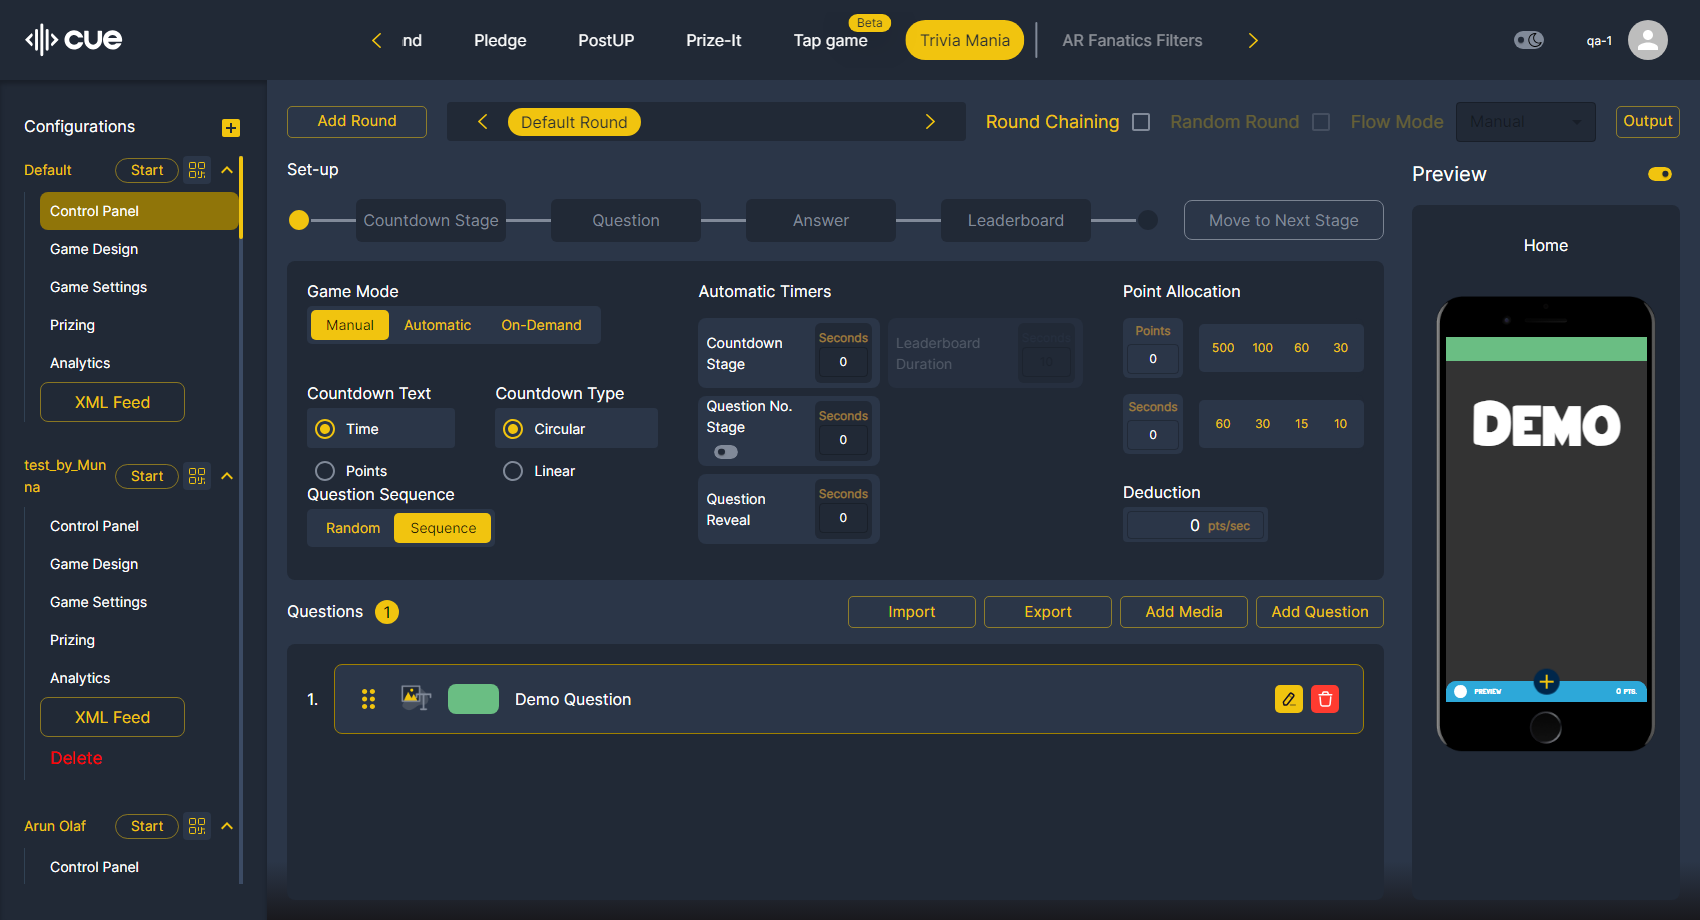 cue
nd
Pledge
PostUP
Prize-It
Tap game
Beta
Trivia Mania
AR Fanatics Filters
qa-1
Configurations
Default
Start
Control Panel
Game Design
Game Settings
Prizing
Analytics
XML Feed
test_by_Mun
na
Start
Control Panel
Game Design
Game Settings
Prizing
Analytics
XML Feed
Delete
Arun Olaf
Start
Control Panel
Add Round
Default Round
Round Chaining
Random Round
Flow Mode
Manual
Output
Set-up
Countdown Stage
Question
Answer
Leaderboard
Move to Next Stage
Game Mode
Manual
Automatic
On-Demand
Countdown Text
Time
Points
Countdown Type
Circular
Linear
Question Sequence
Random
Sequence
Automatic Timers
Countdown
Stage
Seconds
0
Leaderboard
Duration
Seconds
10
Question No.
Stage
Seconds
0
Question
Reveal
Seconds
0
Point Allocation
Points
0
500 100 60 30
Seconds
0
60 30 15 10
Deduction
0 pts/sec
Questions 1
Import
Export
Add Media
Add Question
1.
T
Demo Question
Preview
Home
DEMO
PREVIEW
0 PTS.